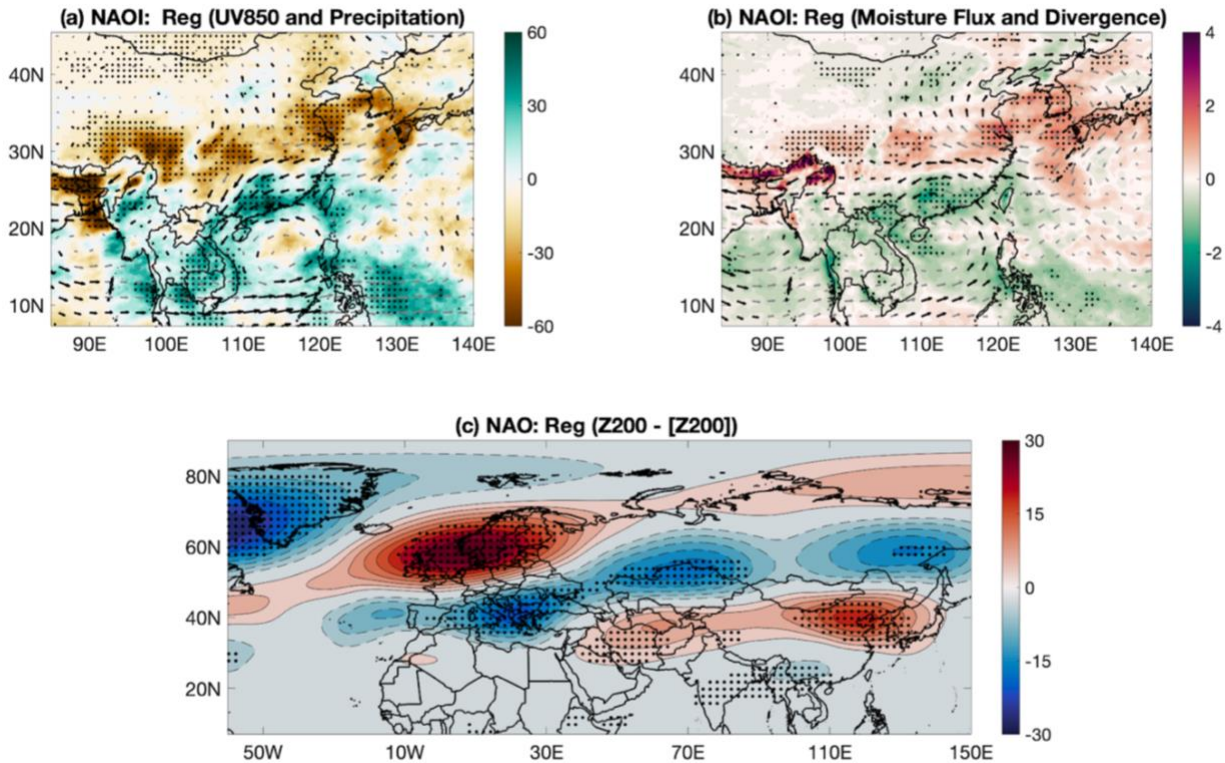 (a) NAOI: Reg (UV850 and Precipitation)
40N
30N
20N
10N
90E 100E 110E 120E 130E 140E
60
30
0
-30
-60
(b) NAOI: Reg (Moisture Flux and Divergence)
40N
30N
20N
10N
90E 100E 110E 120E 130E 140E
4
2
0
-2
-4
(c) NAO: Reg (Z200 - [Z200])
80N
60N
40N
20N
50W 10W 30E 70E 110E 150E
30
15
0
-15
-30